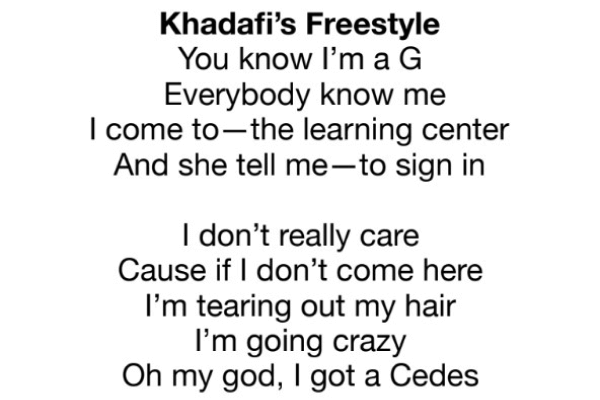 Khadafi’s Freestyle
You know I’m a G
Everybody know me
I come to—the learning center
And she tell me—to sign in
I don’t really care
Cause if I don’t come here
I’m tearing out my hair
I’m going crazy
Oh my god, I got a Cedes